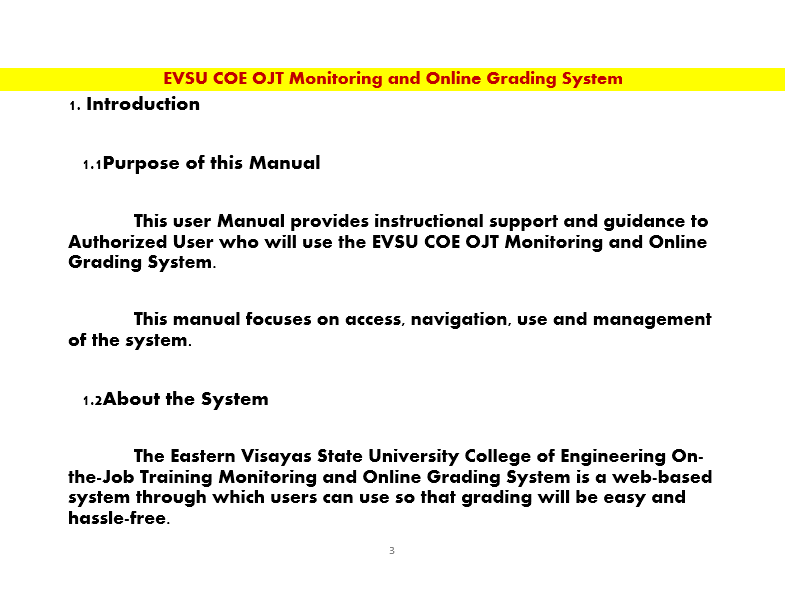 EVSU COE OJT Monitoring and Online Grading System
1. Introduction
1.1Purpose of this Manual
This user Manual provides instructional support and guidance to
Authorized User who will use the EVSU COE OJT Monitoring and Online
Grading System.
This manual focuses on access, navigation, use and management
of the system.
1.2About the System
The Eastern Visayas State University College of Engineering On-
the-Job Training Monitoring and Online Grading System is a web-based
system through which users can use so that grading will be easy and
hassle-free.
3